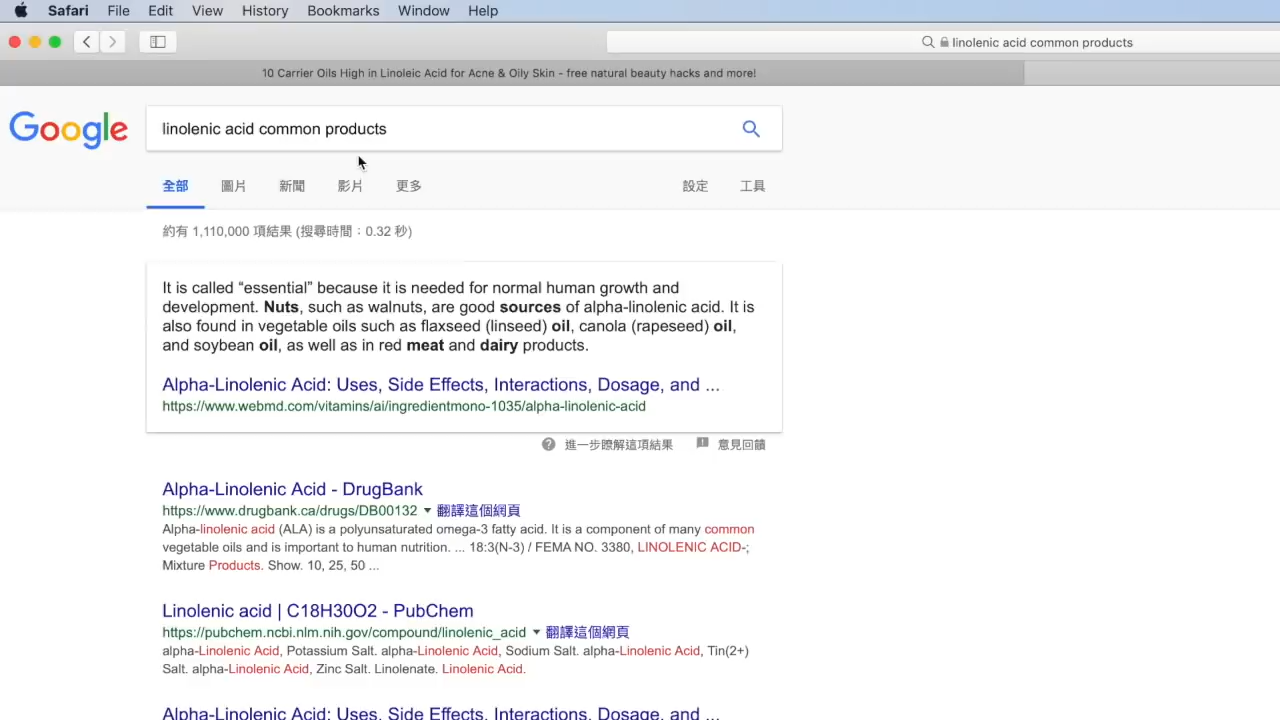 Safari File Edit View History Bookmarks Window Help
linolenic acid common products
10 Carrier Oils High in Linoleic Acid for Acne & Oily Skin - free natural beauty hacks and more!
Google
linolenic acid common products
全部 圖片 新聞 影片 更多 設定 工具
約有 1,110,000 項結果 (搜尋時間：0.32 秒)
It is called “essential” because it is needed for normal human growth and
development. Nuts, such as walnuts, are good sources of alpha-linolenic acid. It is
also found in vegetable oils such as flaxseed (linseed) oil, canola (rapeseed) oil,
and soybean oil, as well as in red meat and dairy products.
Alpha-Linolenic Acid: Uses, Side Effects, Interactions, Dosage, and ...
https://www.webmd.com/vitamins/ai/ingredientmono-1035/alpha-linolenic-acid
進一步瞭解這項結果 意見回饋
Alpha-Linolenic Acid - DrugBank
https://www.drugbank.ca/drugs/DB00132 翻譯這個網頁
Alpha-linolenic acid (ALA) is a polyunsaturated omega-3 fatty acid. It is a component of many common
vegetable oils and is important to human nutrition. ... 18:3(N-3) / FEMA NO. 3380, LINOLENIC ACID-;
Mixture Products. Show. 10, 25, 50 ...
Linolenic acid | C18H30O2 - PubChem
https://pubchem.ncbi.nlm.nih.gov/compound/linolenic_acid 翻譯這個網頁
alpha-Linolenic Acid, Potassium Salt. alpha-Linolenic Acid, Sodium Salt. alpha-Linolenic Acid, Tin(2+)
Salt. alpha-Linolenic Acid, Zinc Salt. Linolenate. Linolenic Acid.
Alpha-Linolenic Acid: Uses, Side Effects, Interactions, Dosage, and ...